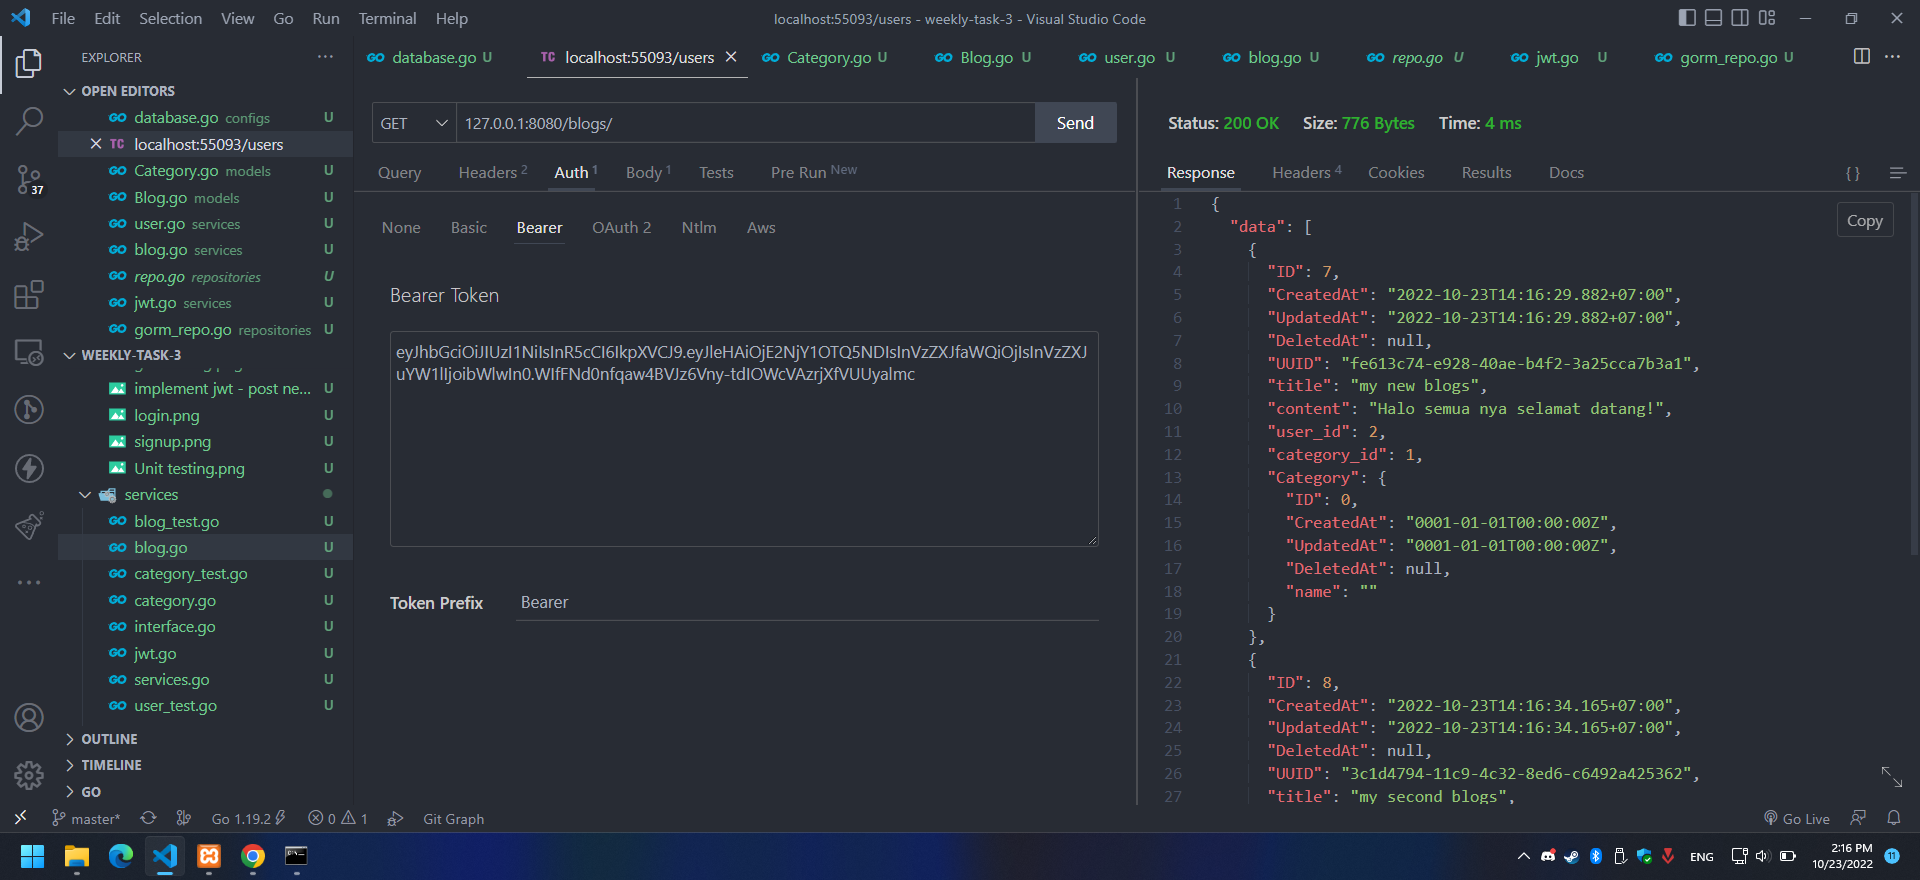 File Edit Selection View Go Run Terminal Help
localhost:55093/users - weekly-task-3 - Visual Studio Code
EXPLORER
OPEN EDITORS
database.go configs U
TC localhost:55093/users
Category.go models U
Blog.go models U
user.go services U
blog.go services U
repo.go repositories U
jwt.go services U
gorm_repo.go repositories U
WEEKLY-TASK-3
implement jwt - post ne... U
login.png U
signup.png U
Unit testing.png U
services
blog_test.go U
blog.go U
category_test.go U
category.go U
interface.go U
jwt.go U
services.go U
user_test.go U
OUTLINE
TIMELINE
GO
37
database.go U
TC localhost:55093/users
Category.go U
Blog.go U
user.go U
blog.go U
repo.go U
jwt.go U
gorm_repo.go U
GET 127.0.0.1:8080/blogs/ Send
Query Headers 2 Auth 1 Body 1 Tests Pre Run New
None Basic Bearer OAuth 2 Ntlm Aws
Bearer Token
eyJhbGciOiJIUzI1NiIsInR5cCI6IkpXVCJ9.eyJleHAiOjE2NjY1OTQ5NDIsInVzZXJfaWQiOjIsInVzZXJ
uYW1lIjoibWlwIn0.WIfFNd0nfqaw4BVJz6Vny-tdIOWcVAzrjXfVUUyalmc
Token Prefix Bearer
Status: 200 OK Size: 776 Bytes Time: 4 ms
Response Headers 4 Cookies Results Docs
{ }
Copy
1 {
2 "data": [
3 {
4 "ID": 7,
5 "CreatedAt": "2022-10-23T14:16:29.882+07:00",
6 "UpdatedAt": "2022-10-23T14:16:29.882+07:00",
7 "DeletedAt": null,
8 "UUID": "fe613c74-e928-40ae-b4f2-3a25cca7b3a1",
9 "title": "my new blogs",
10 "content": "Halo semua nya selamat datang!",
11 "user_id": 2,
12 "category_id": 1,
13 "Category": {
14 "ID": 0,
15 "CreatedAt": "0001-01-01T00:00:00Z",
16 "UpdatedAt": "0001-01-01T00:00:00Z",
17 "DeletedAt": null,
18 "name": ""
19 }
20 },
21 {
22 "ID": 8,
23 "CreatedAt": "2022-10-23T14:16:34.165+07:00",
24 "UpdatedAt": "2022-10-23T14:16:34.165+07:00",
25 "DeletedAt": null,
26 "UUID": "3c1d4794-11c9-4c32-8ed6-c6492a425362",
27 "title": "my second blogs",
master* Go 1.19.2 0 1 Git Graph Go Live
ENG
2:16 PM
10/23/2022
11